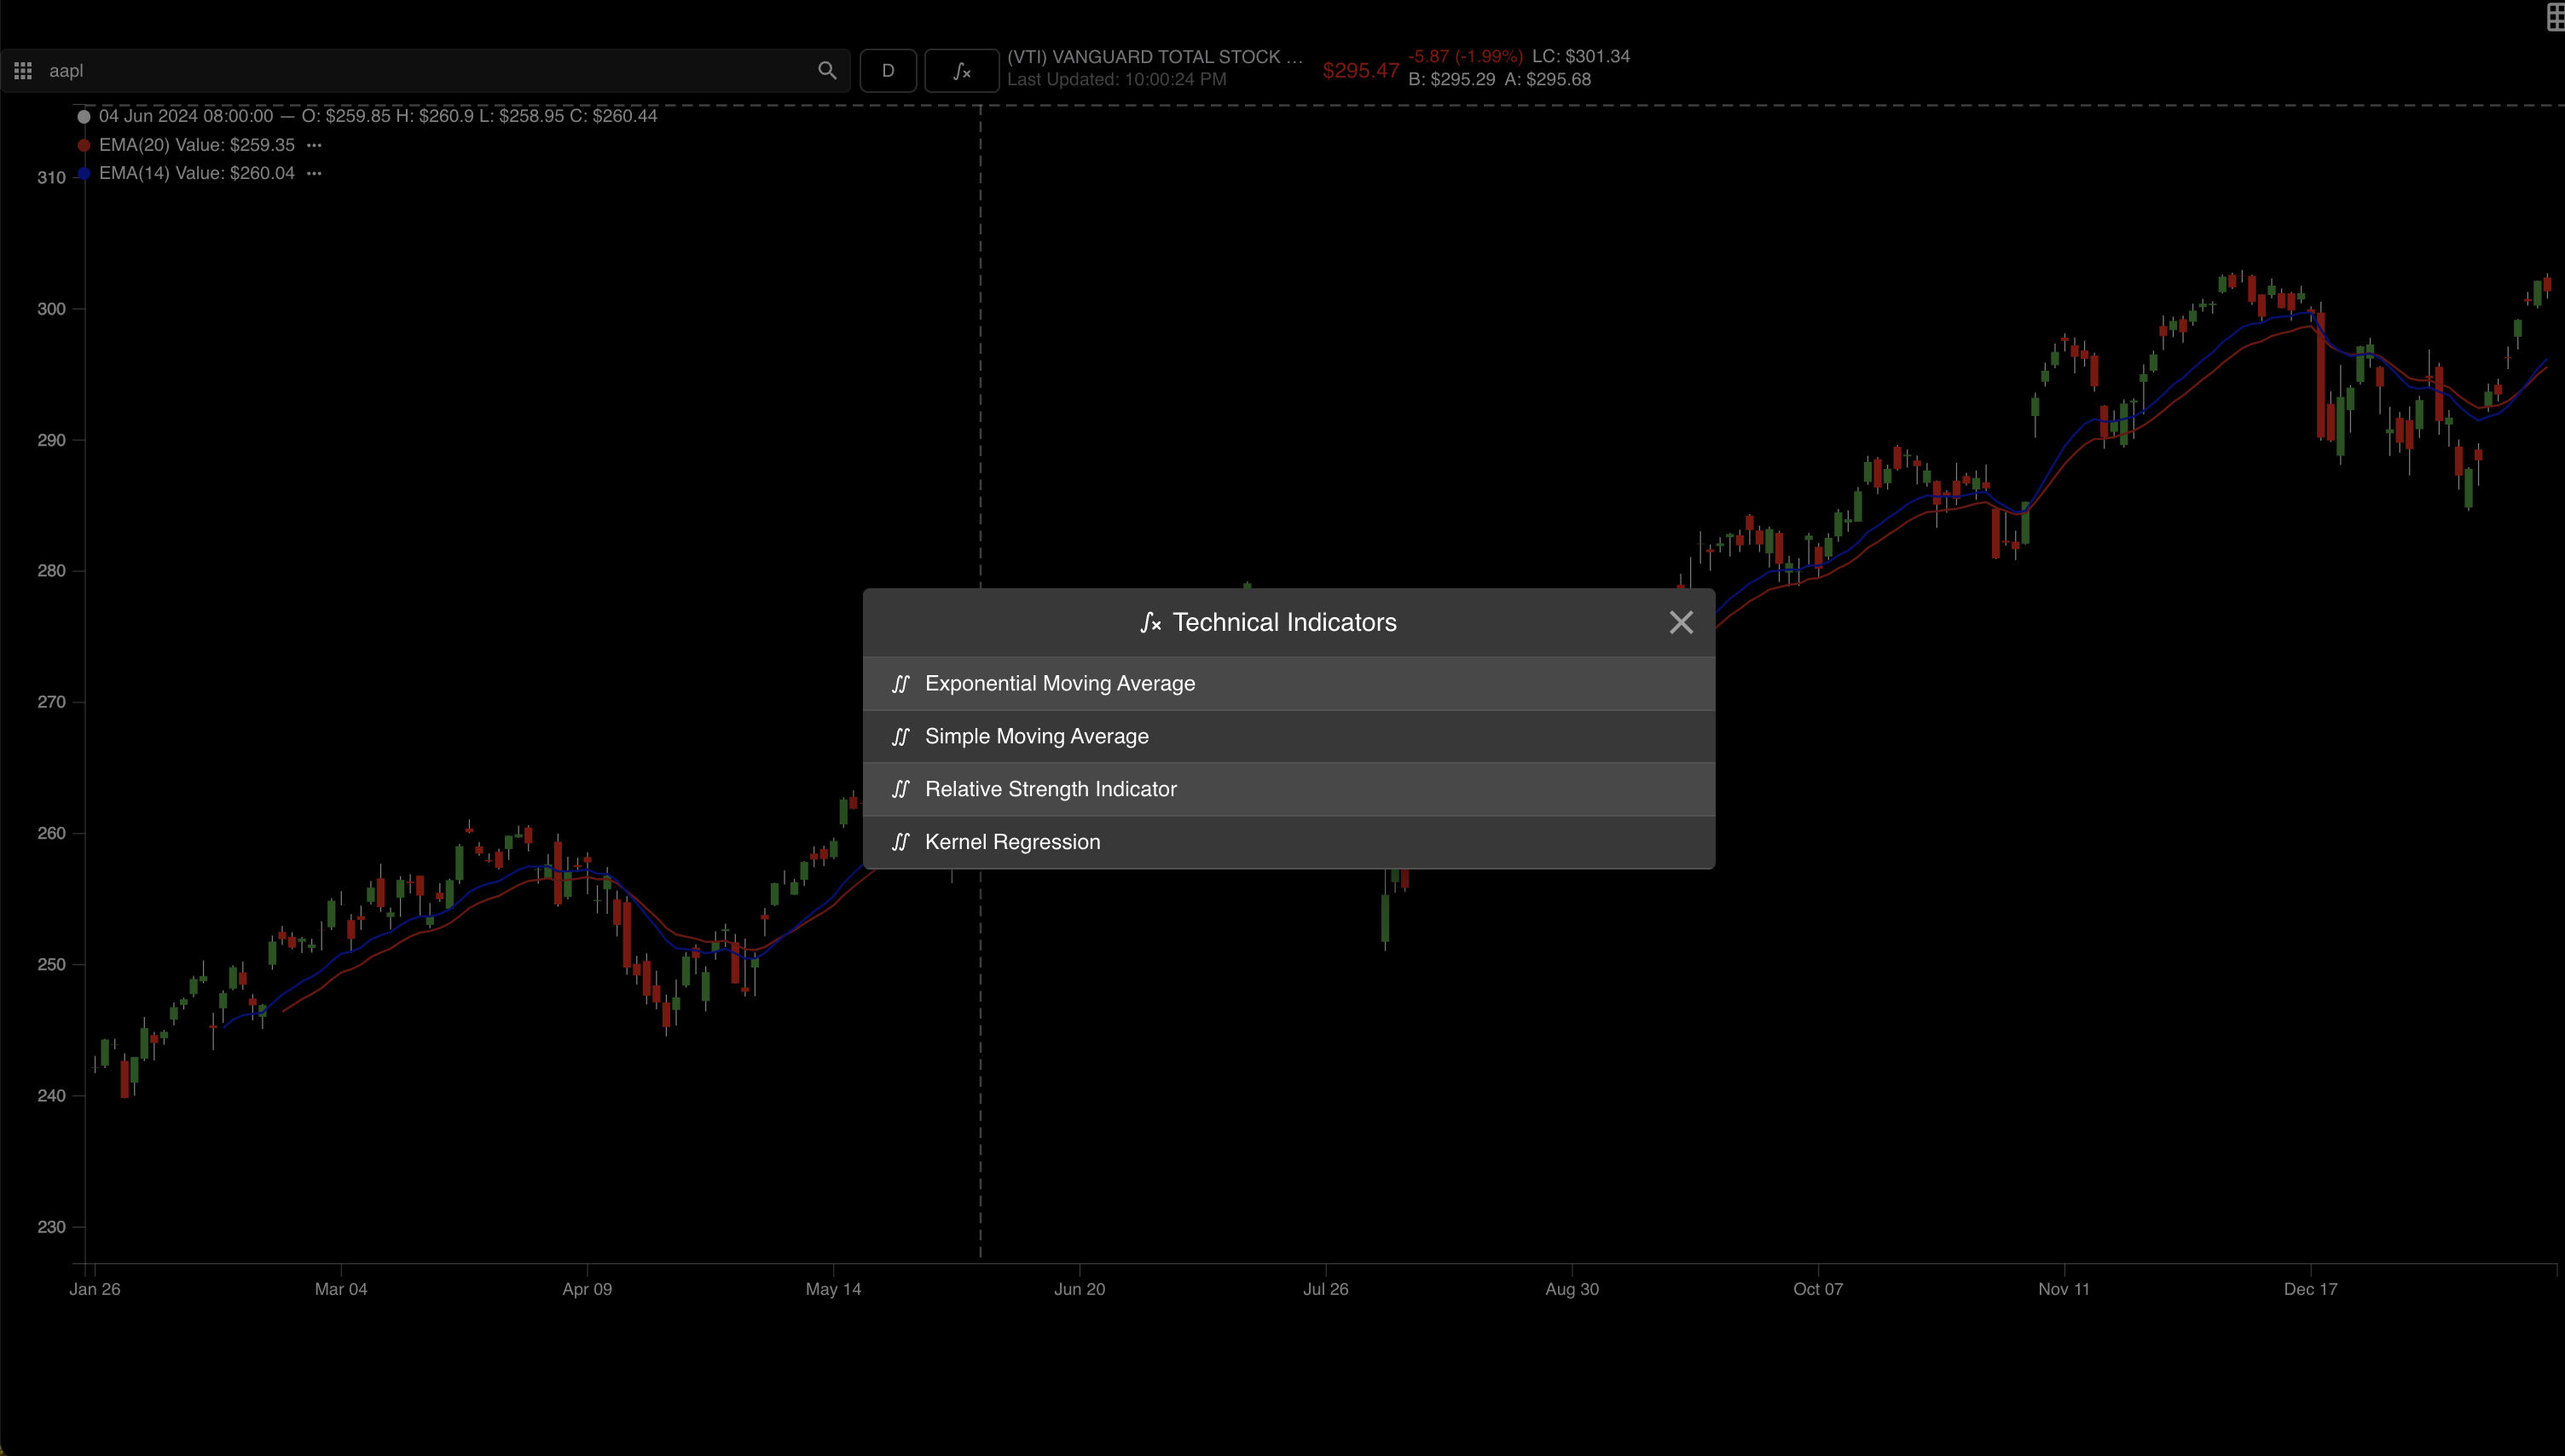 aapl
D
∫x
(VTI) VANGUARD TOTAL STOCK ...
Last Updated: 10:00:24 PM
$295.47
-5.87 (-1.99%) LC: $301.34
B: $295.29 A: $295.68
04 Jun 2024 08:00:00 — O: $259.85 H: $260.9 L: $258.95 C: $260.44
EMA(20) Value: $259.35 ···
EMA(14) Value: $260.04 ···
310
300
290
280
270
260
250
240
230
∫x Technical Indicators
∬ Exponential Moving Average
∬ Simple Moving Average
∬ Relative Strength Indicator
∬ Kernel Regression
Jan 26 Mar 04 Apr 09 May 14 Jun 20 Jul 26 Aug 30 Oct 07 Nov 11 Dec 17